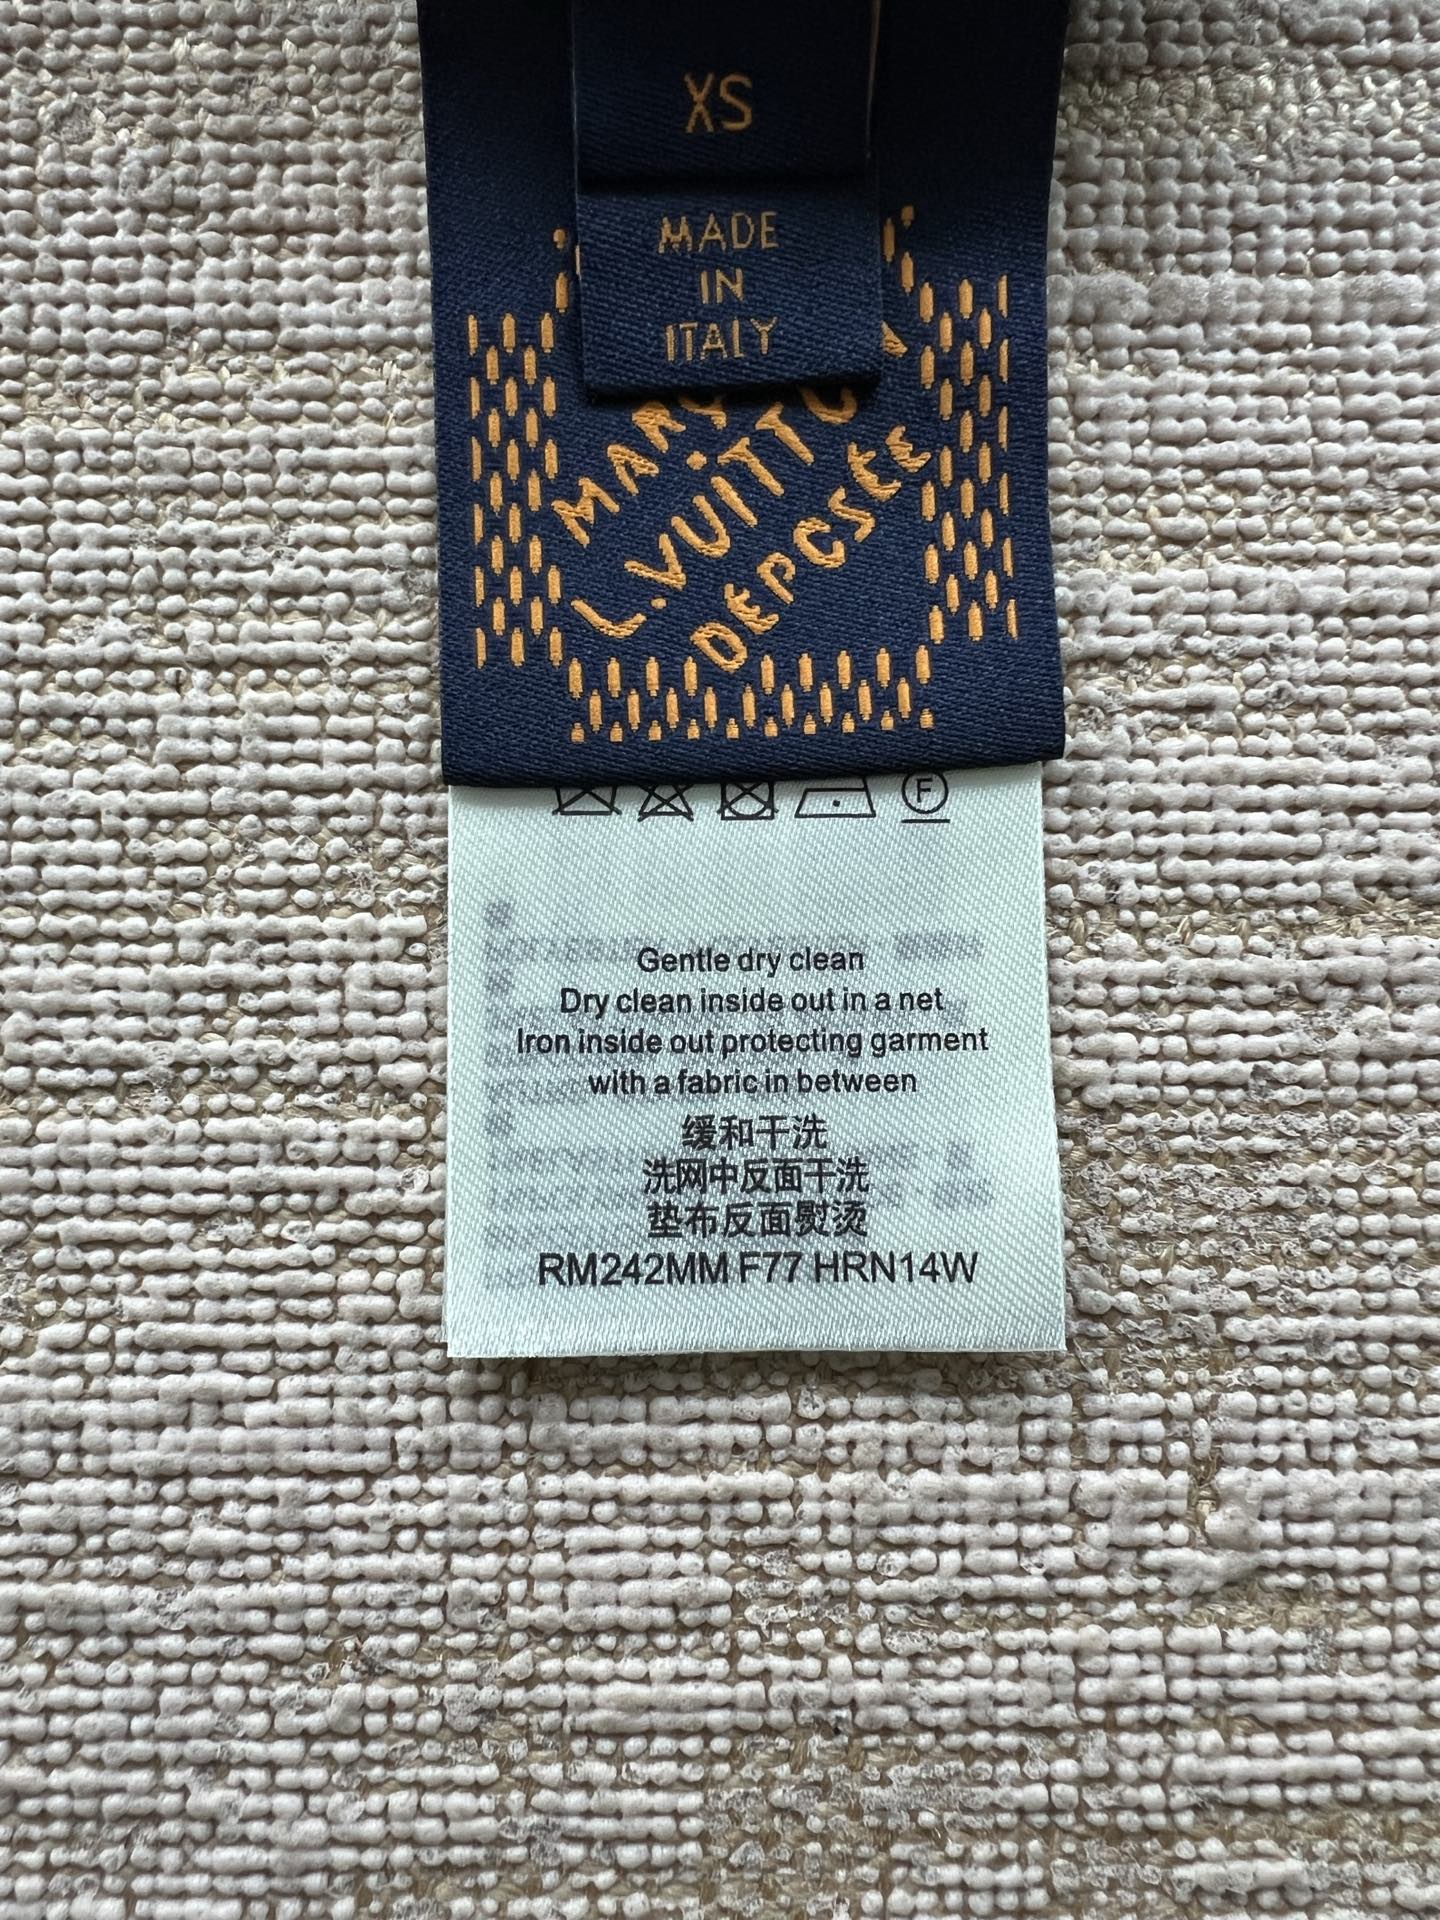 XS
MADE
IN
ITALY
L.VUITTO
DEPCStE
F
Gentle dry clean
Dry clean inside out in a net
Iron inside out protecting garment
with a fabric in between
缓和干洗
洗网中反面干洗
垫布反面熨烫
RM242MM F77 HRN14W